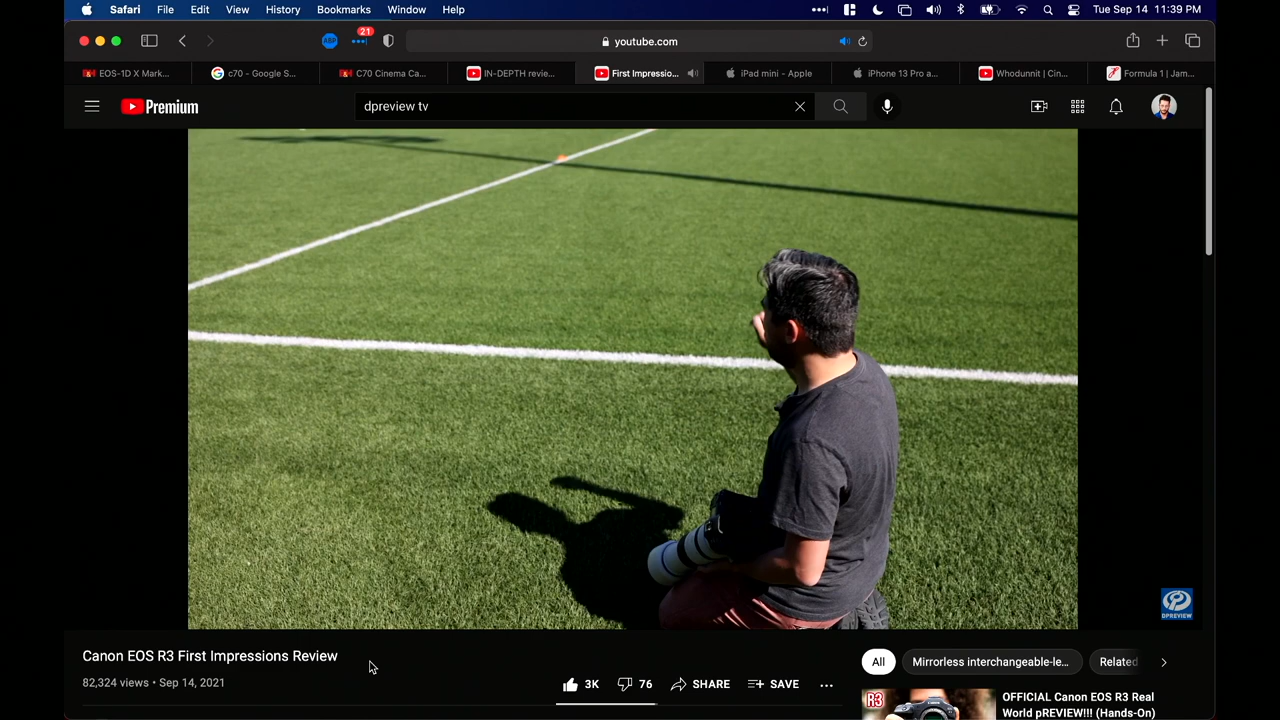 Safari File Edit View History Bookmarks Window Help Tue Sep 14 11:39 PM
21
ABP youtube.com
EOS-1D X Mark... c70 - Google S... C70 Cinema Ca... IN-DEPTH revie... First Impressio... iPad mini - Apple iPhone 13 Pro a... Whodunnit | Cin... Formula 1 | Jam...
Premium dpreview tv
DPREVIEW
Canon EOS R3 First Impressions Review
82,324 views • Sep 14, 2021
3K 76 SHARE SAVE
All Mirrorless interchangeable-le... Related
R3
OFFICIAL Canon EOS R3 Real
World pREVIEW!!! (Hands-On)